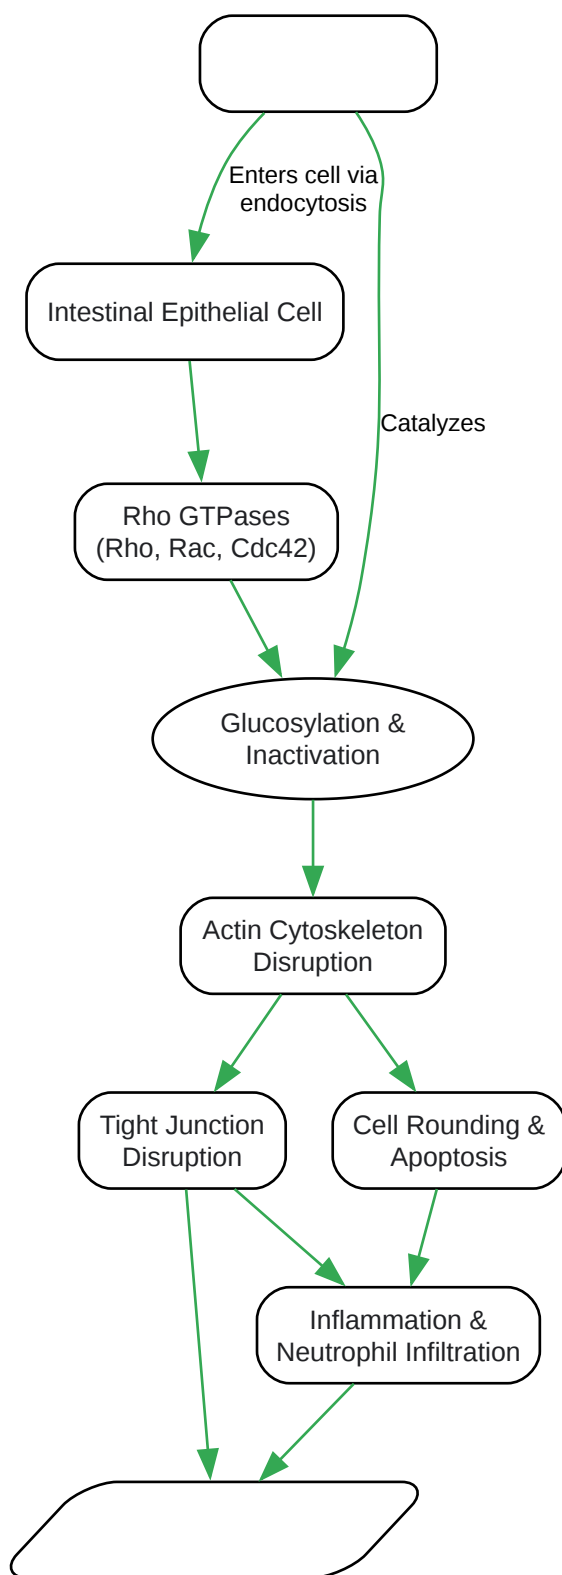 Enters cell via
endocytosis
Intestinal Epithelial Cell
Catalyzes
Rho GTPases
(Rho, Rac, Cdc42)
Glucosylation &
Inactivation
Actin Cytoskeleton
Disruption
Tight Junction
Disruption
Cell Rounding &
Apoptosis
Inflammation &
Neutrophil Infiltration